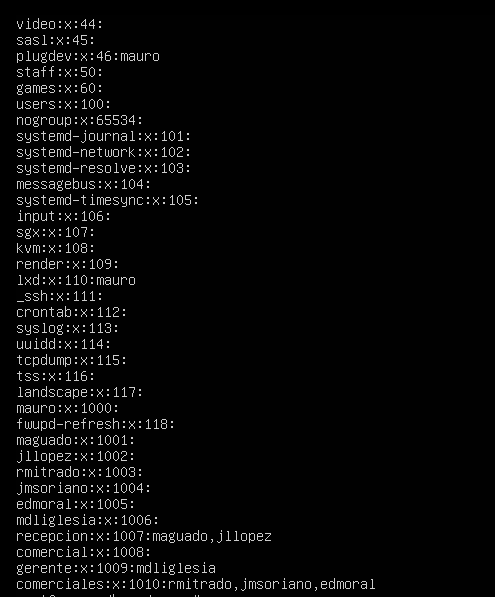 video:x:44:
sasl:x:45:
plugdev:x:46:mauro
staff:x:50:
games:x:60:
users:x:100:
nogroup:x:65534:
systemd-journal:x:101:
systemd-network:x:102:
systemd-resolve:x:103:
messagebus:x:104:
systemd-timesync:x:105:
input:x:106:
sgx:x:107:
kvm:x:108:
render:x:109:
lxd:x:110:mauro
_ssh:x:111:
crontab:x:112:
syslog:x:113:
uuidd:x:114:
tcpdump:x:115:
tss:x:116:
landscape:x:117:
mauro:x:1000:
fwupd-refresh:x:118:
maguado:x:1001:
jllopez:x:1002:
rmitrado:x:1003:
jmsoriano:x:1004:
edmoral:x:1005:
mdliglesia:x:1006:
recepcion:x:1007:maguado,jllopez
comercial:x:1008:
gerente:x:1009:mdliglesia
comerciales:x:1010:rmitrado,jmsoriano,edmoral